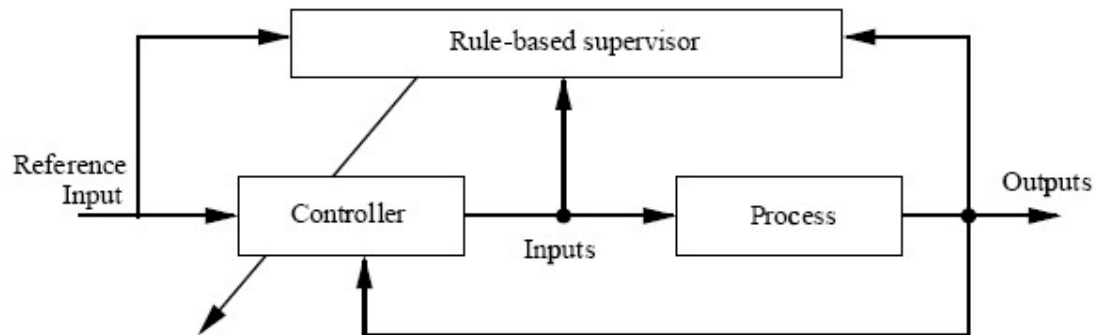 Rule-based supervisor
Reference
Input
Controller
Inputs
Process
Outputs